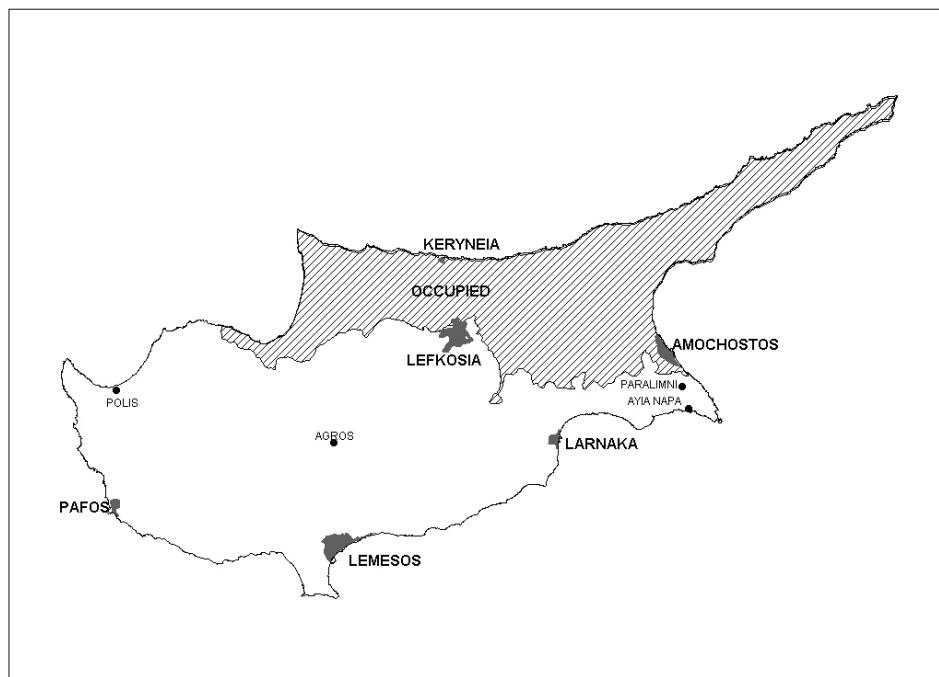 KERYNEIA
OCCUPIED
LEFKOSIA
AMOCHOSTOS
PARALIMNI
POLIS
AYIA NAPA
AGROS
LARNAKA
PAFOS
LEMESOS